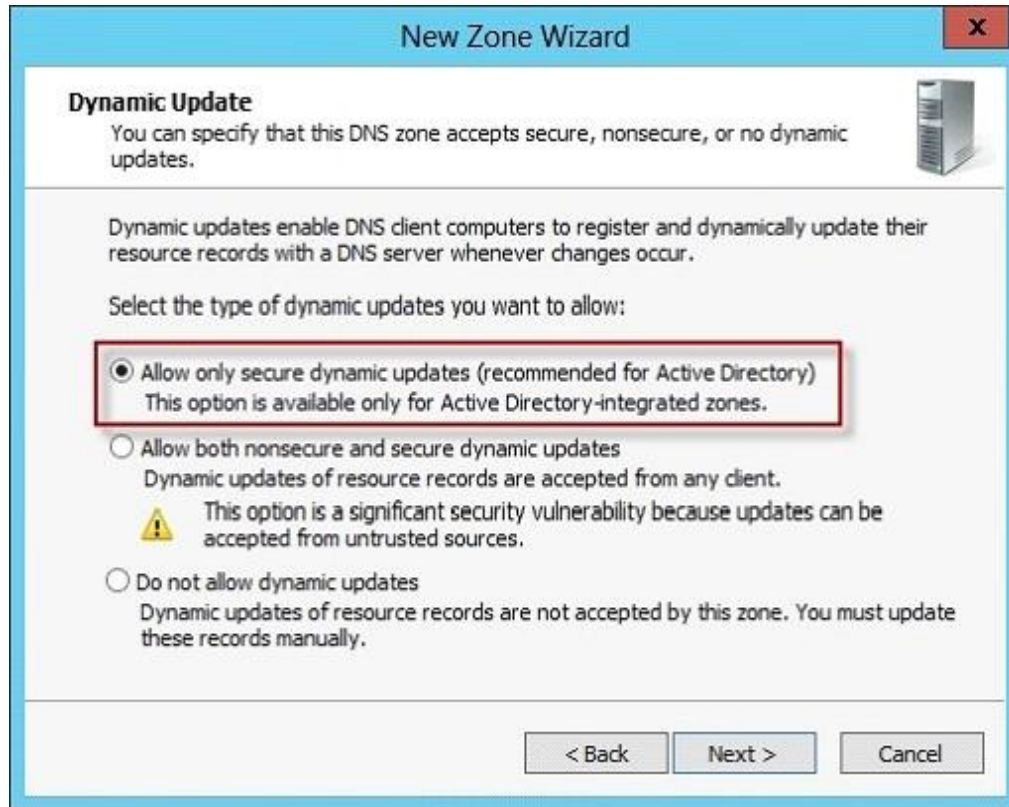 New Zone Wizard
X
Dynamic Update
You can specify that this DNS zone accepts secure, nonsecure, or no dynamic
updates.
Dynamic updates enable DNS client computers to register and dynamically update their
resource records with a DNS server whenever changes occur.
Select the type of dynamic updates you want to allow:
Allow only secure dynamic updates (recommended for Active Directory)
This option is available only for Active Directory-integrated zones.
Allow both nonsecure and secure dynamic updates
Dynamic updates of resource records are accepted from any client.
This option is a significant security vulnerability because updates can be
accepted from untrusted sources.
Do not allow dynamic updates
Dynamic updates of resource records are not accepted by this zone. You must update
these records manually.
< Back Next > Cancel